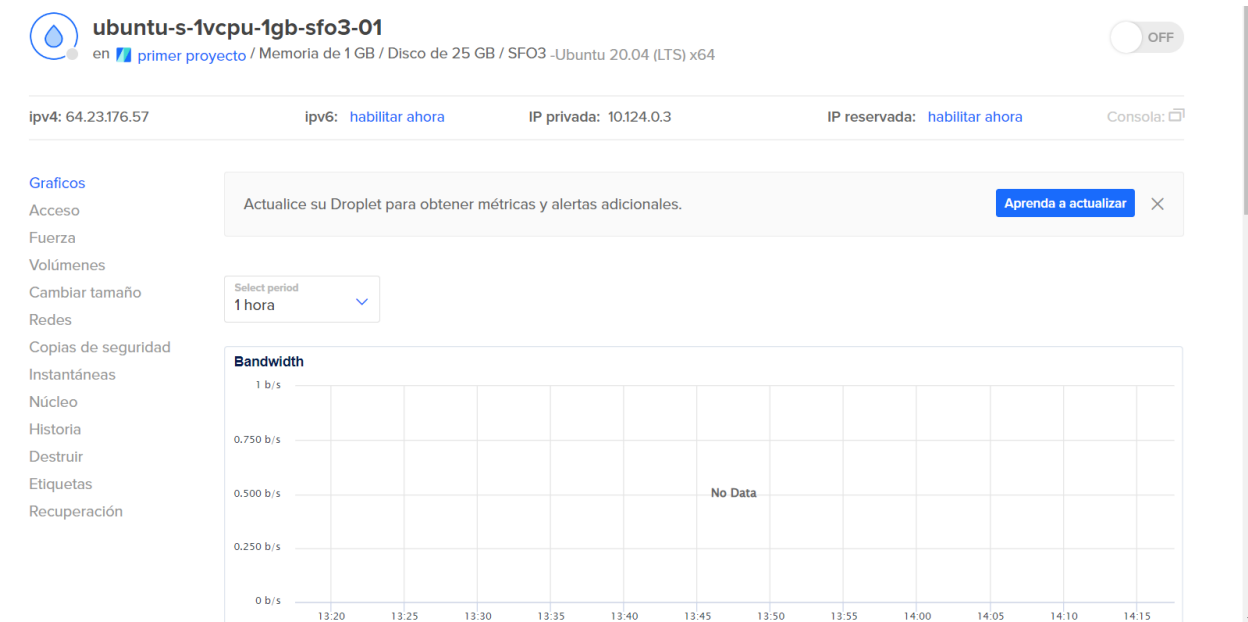 ubuntu-s-1vcpu-1gb-sfo3-01
OFF
en primer proyecto / Memoria de 1 GB / Disco de 25 GB / SFO3 -Ubuntu 20.04 (LTS) x64
ipv4: 64.23.176.57 ipv6: habilitar ahora IP privada: 10.124.0.3 IP reservada: habilitar ahora Consola:
Graficos
Acceso
Fuerza
Volúmenes
Cambiar tamaño
Redes
Copias de seguridad
Instantáneas
Núcleo
Historia
Destruir
Etiquetas
Recuperación
Actualice su Droplet para obtener métricas y alertas adicionales. Aprenda a actualizar
Select period
1 hora
Bandwidth
1 b/s
0.750 b/s
0.500 b/s
0.250 b/s
0 b/s
No Data
13:20 13:25 13:30 13:35 13:40 13:45 13:50 13:55 14:00 14:05 14:10 14:15